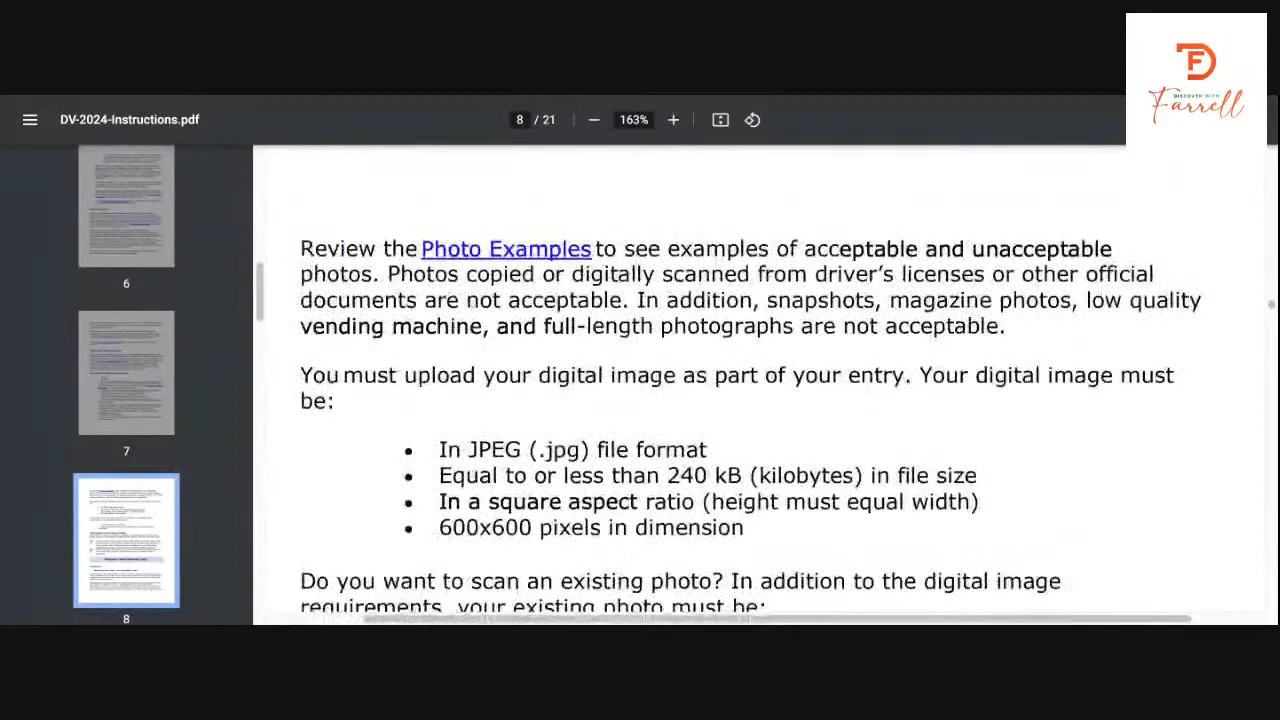 DISCOVER WITH
Farrell
DV-2024-Instructions.pdf
8 / 21
163%
6
7
8
Review the Photo Examples to see examples of acceptable and unacceptable
photos. Photos copied or digitally scanned from driver's licenses or other official
documents are not acceptable. In addition, snapshots, magazine photos, low quality
vending machine, and full-length photographs are not acceptable.
You must upload your digital image as part of your entry. Your digital image must
be:
• In JPEG (.jpg) file format
• Equal to or less than 240 kB (kilobytes) in file size
• In a square aspect ratio (height must equal width)
• 600x600 pixels in dimension
Do you want to scan an existing photo? In addition to the digital image
requirements, your existing photo must be: